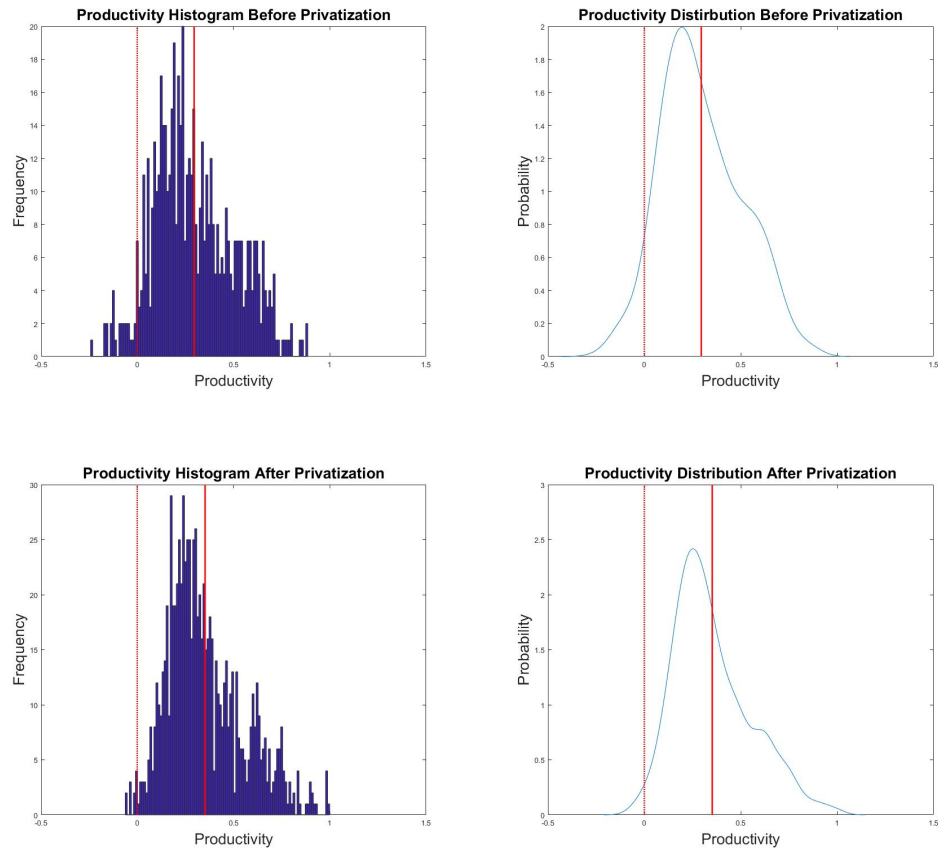 Productivity Histogram Before Privatization
20
18
16
14
12
10
8
6
4
2
0
Frequency
-0.5 0 0.5 1 1.5
Productivity
Productivity Distirbution Before Privatization
2
1.8
1.6
1.4
1.2
1
0.8
0.6
0.4
0.2
0
Probability
-0.5 0 0.5 1 1.5
Productivity
Productivity Histogram After Privatization
30
25
20
15
10
5
0
Frequency
-0.5 0 0.5 1 1.5
Productivity
Productivity Distribution After Privatization
3
2.5
2
1.5
1
0.5
0
Probability
-0.5 0 0.5 1 1.5
Productivity